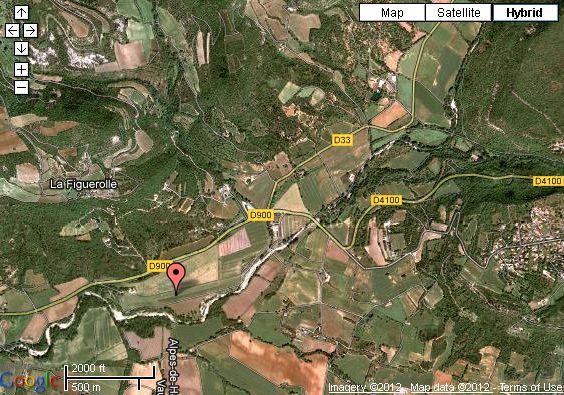 Map Satellite Hybrid
D33
La Figuerolle
D4100
D4100
D900
D900
2000 ft
500 m
Alpes-de-H
Vau
Google
Imagery ©2012 - Map data ©2012 - Terms of Use